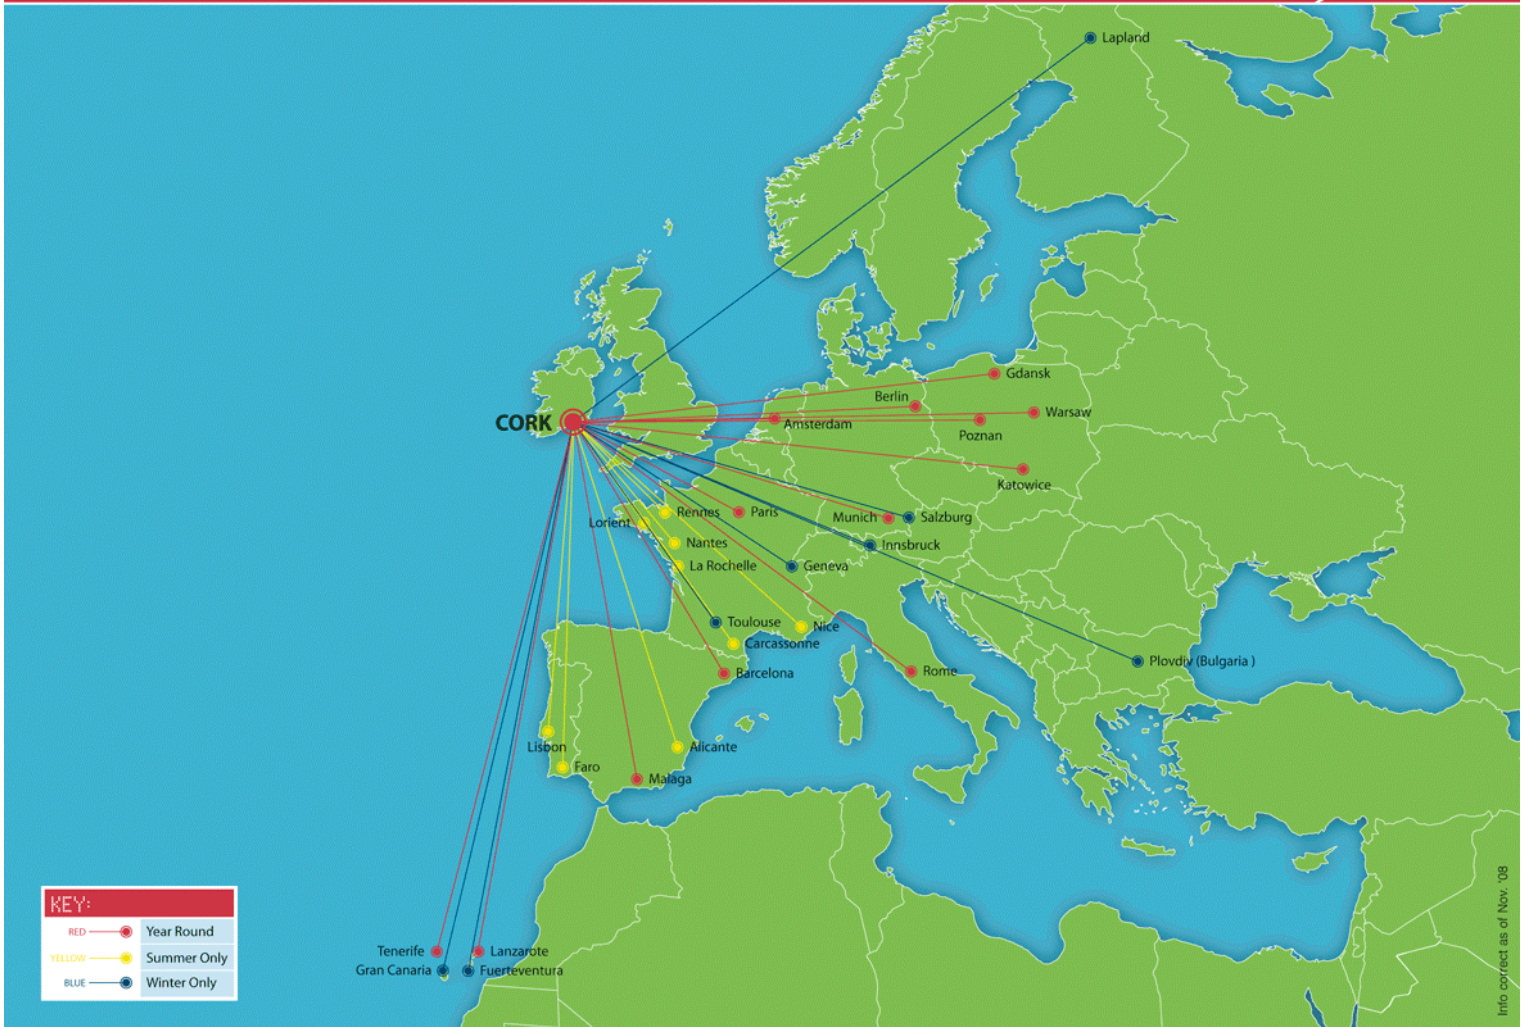 Lapland
Gdansk
Berlin
Warsaw
CORK
Amsterdam
Poznan
Katowice
Rennes
Paris
Munich
Salzburg
Lorient
Nantes
Innsbruck
La Rochelle
Geneva
Toulouse
Nice
Carcassonne
Plovdiv (Bulgaria )
Barcelona
Rome
Lisbon
Alicante
Faro
Malaga
KEY:
RED Year Round
YELLOW Summer Only
BLUE Winter Only
Tenerife
Lanzarote
Gran Canaria
Fuerteventura
Info correct as of Nov. '08